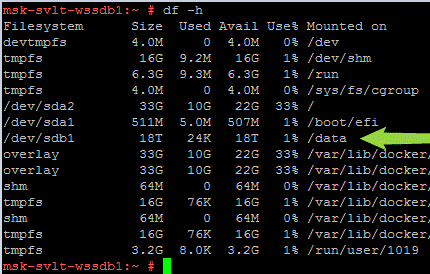 msk-svlt-wssdb1:~ # df -h
Filesystem Size Used Avail Use% Mounted on
devtmpfs 4.0M 0 4.0M 0% /dev
tmpfs 16G 9.2M 16G 1% /dev/shm
tmpfs 6.3G 9.3M 6.3G 1% /run
tmpfs 4.0M 0 4.0M 0% /sys/fs/cgroup
/dev/sda2 33G 10G 22G 33% /
/dev/sda1 511M 5.0M 507M 1% /boot/efi
/dev/sdb1 18T 24K 18T 1% /data
overlay 33G 10G 22G 33% /var/lib/docker/
overlay 33G 10G 22G 33% /var/lib/docker/
shm 64M 0 64M 0% /var/lib/docker/
tmpfs 16G 76K 16G 1% /var/lib/docker/
shm 64M 0 64M 0% /var/lib/docker/
tmpfs 16G 76K 16G 1% /var/lib/docker/
tmpfs 3.2G 8.0K 3.2G 1% /run/user/1019
msk-svlt-wssdb1:~ #